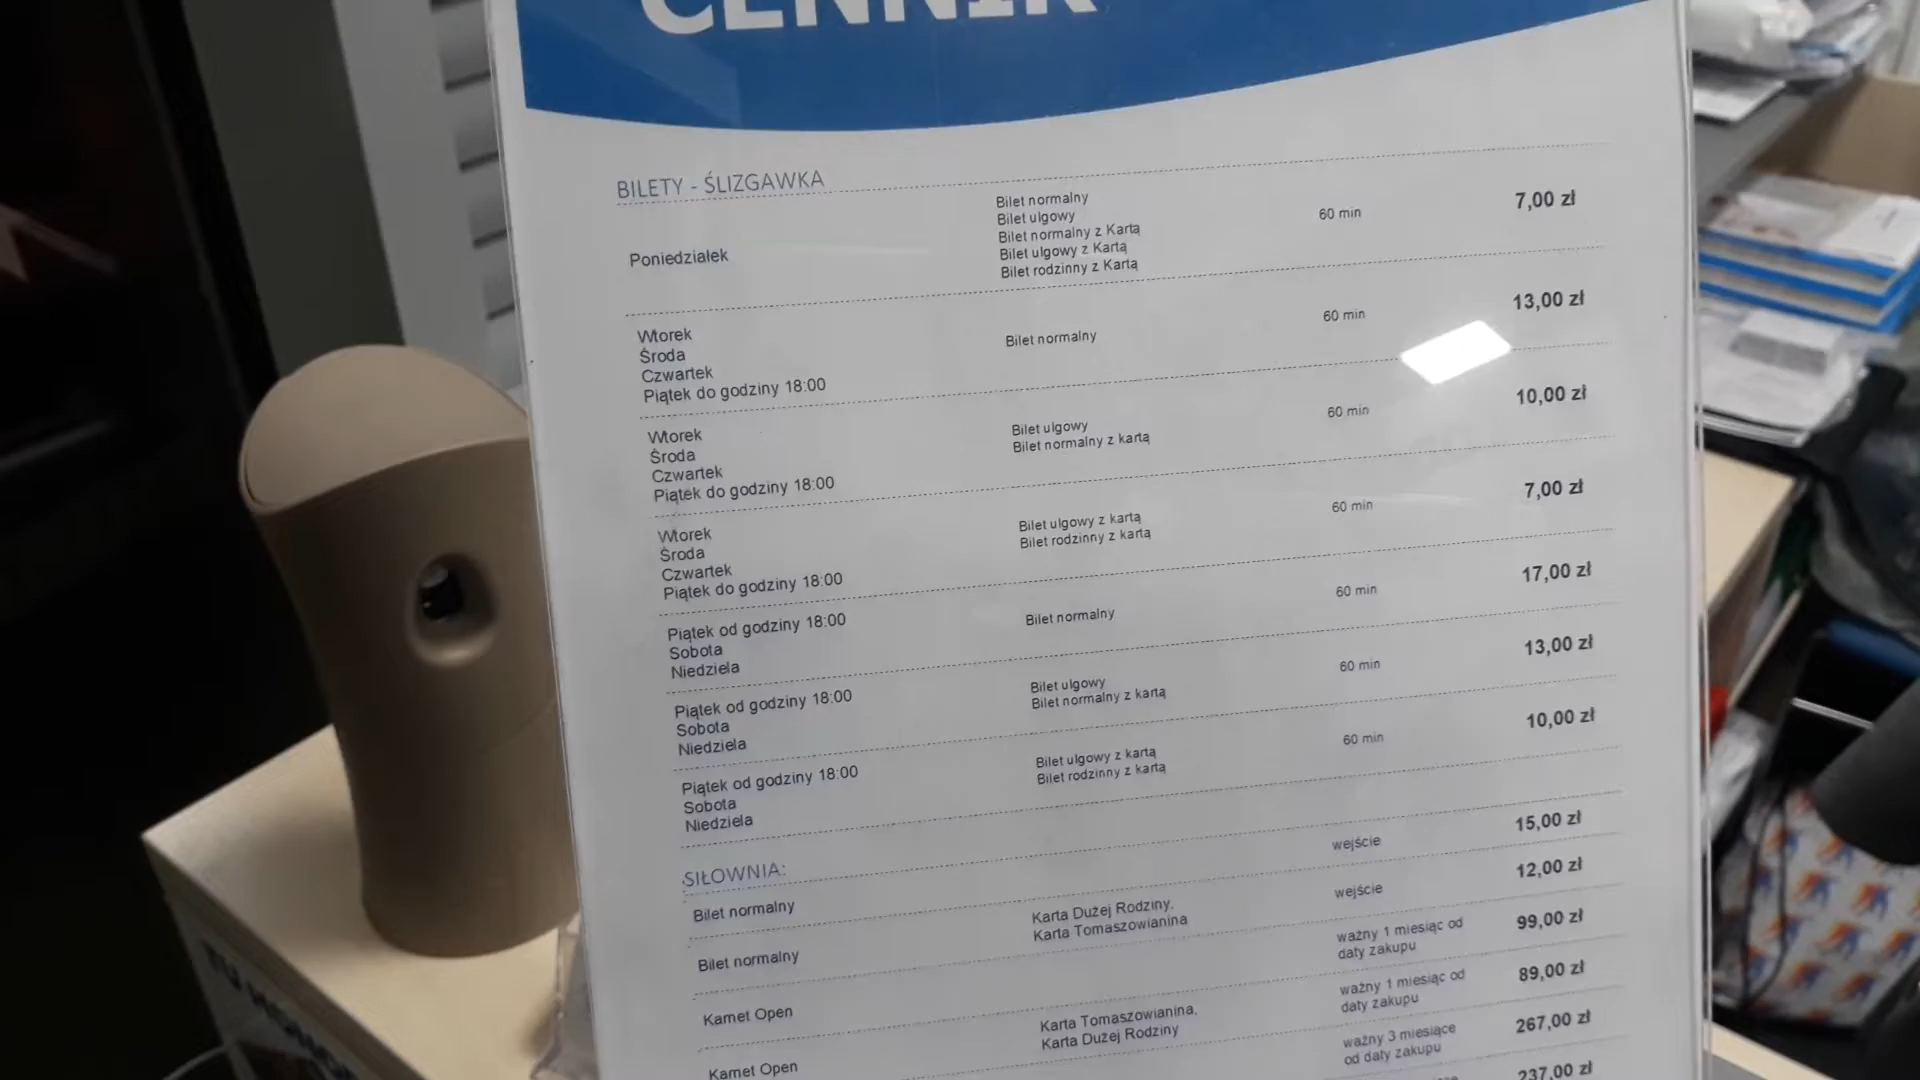 CENNIK
BILETY - ŚLIZGAWKA
Poniedziałek
Bilet normalny
Bilet ulgowy
Bilet normalny z Kartą
Bilet ulgowy z Kartą
Bilet rodzinny z Kartą
60 min
7,00 zł
Wtorek
Środa
Czwartek
Piątek do godziny 18:00
Bilet normalny
60 min
13,00 zł
Wtorek
Środa
Czwartek
Piątek do godziny 18:00
Bilet ulgowy
Bilet normalny z kartą
60 min
10,00 zł
Wtorek
Środa
Czwartek
Piątek do godziny 18:00
Bilet ulgowy z kartą
Bilet rodzinny z kartą
60 min
7,00 zł
Piątek od godziny 18:00
Sobota
Niedziela
Bilet normalny
60 min
17,00 zł
Piątek od godziny 18:00
Sobota
Niedziela
Bilet ulgowy
Bilet normalny z kartą
60 min
13,00 zł
Piątek od godziny 18:00
Sobota
Niedziela
Bilet ulgowy z kartą
Bilet rodzinny z kartą
60 min
10,00 zł
SIŁOWNIA:
Bilet normalny
wejście
15,00 zł
Bilet normalny
Karta Dużej Rodziny,
Karta Tomaszowianina
wejście
12,00 zł
Karnet Open
ważny 1 miesiąc od
daty zakupu
99,00 zł
Karnet Open
Karta Tomaszowianina,
Karta Dużej Rodziny
ważny 1 miesiąc od
daty zakupu
89,00 zł
ważny 3 miesiące
od daty zakupu
267,00 zł
237,00 zł